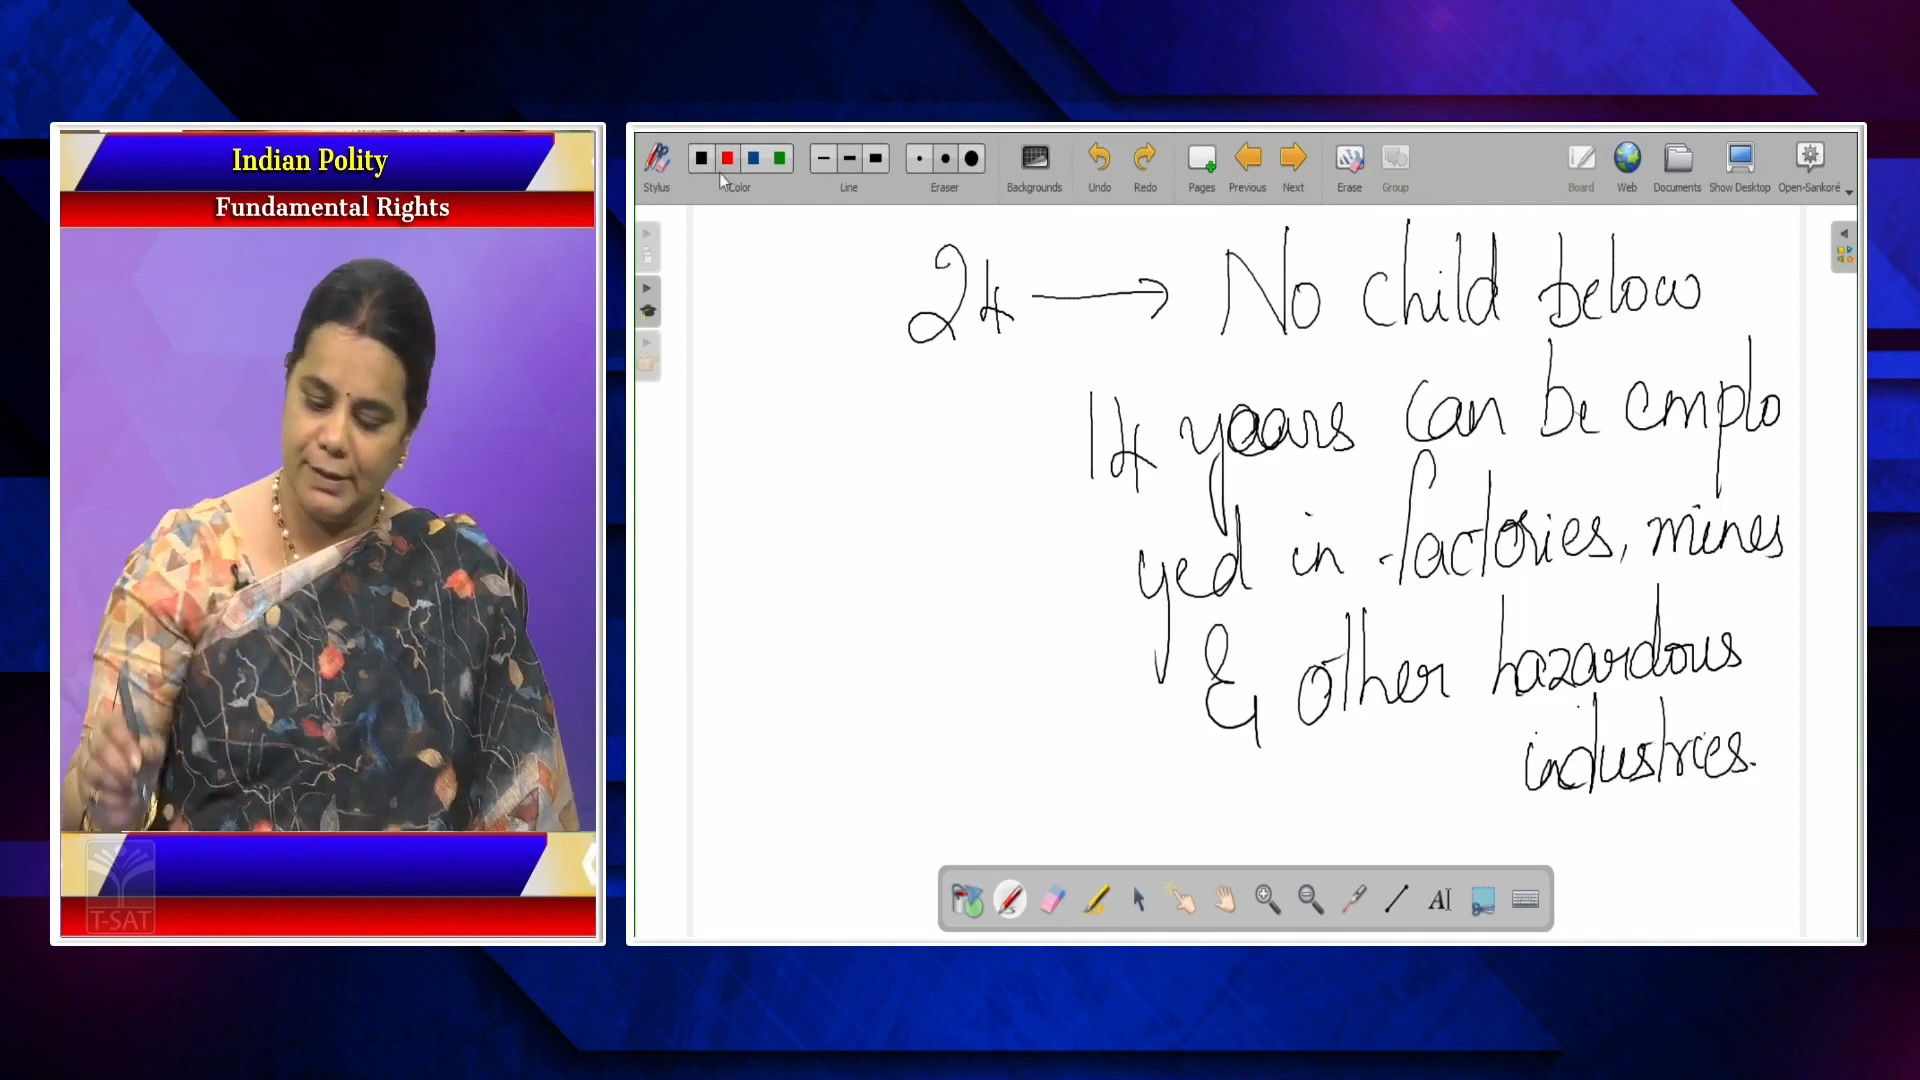 Indian Polity
Fundamental Rights
T-SAT
Stylus Color Line Eraser Backgrounds Undo Redo Pages Previous Next Erase Group Board Web Documents Show Desktop Open-Sankoré
24 → No child below
14 years can be emplo
yed in factories, mines
& other hazardous
industries.